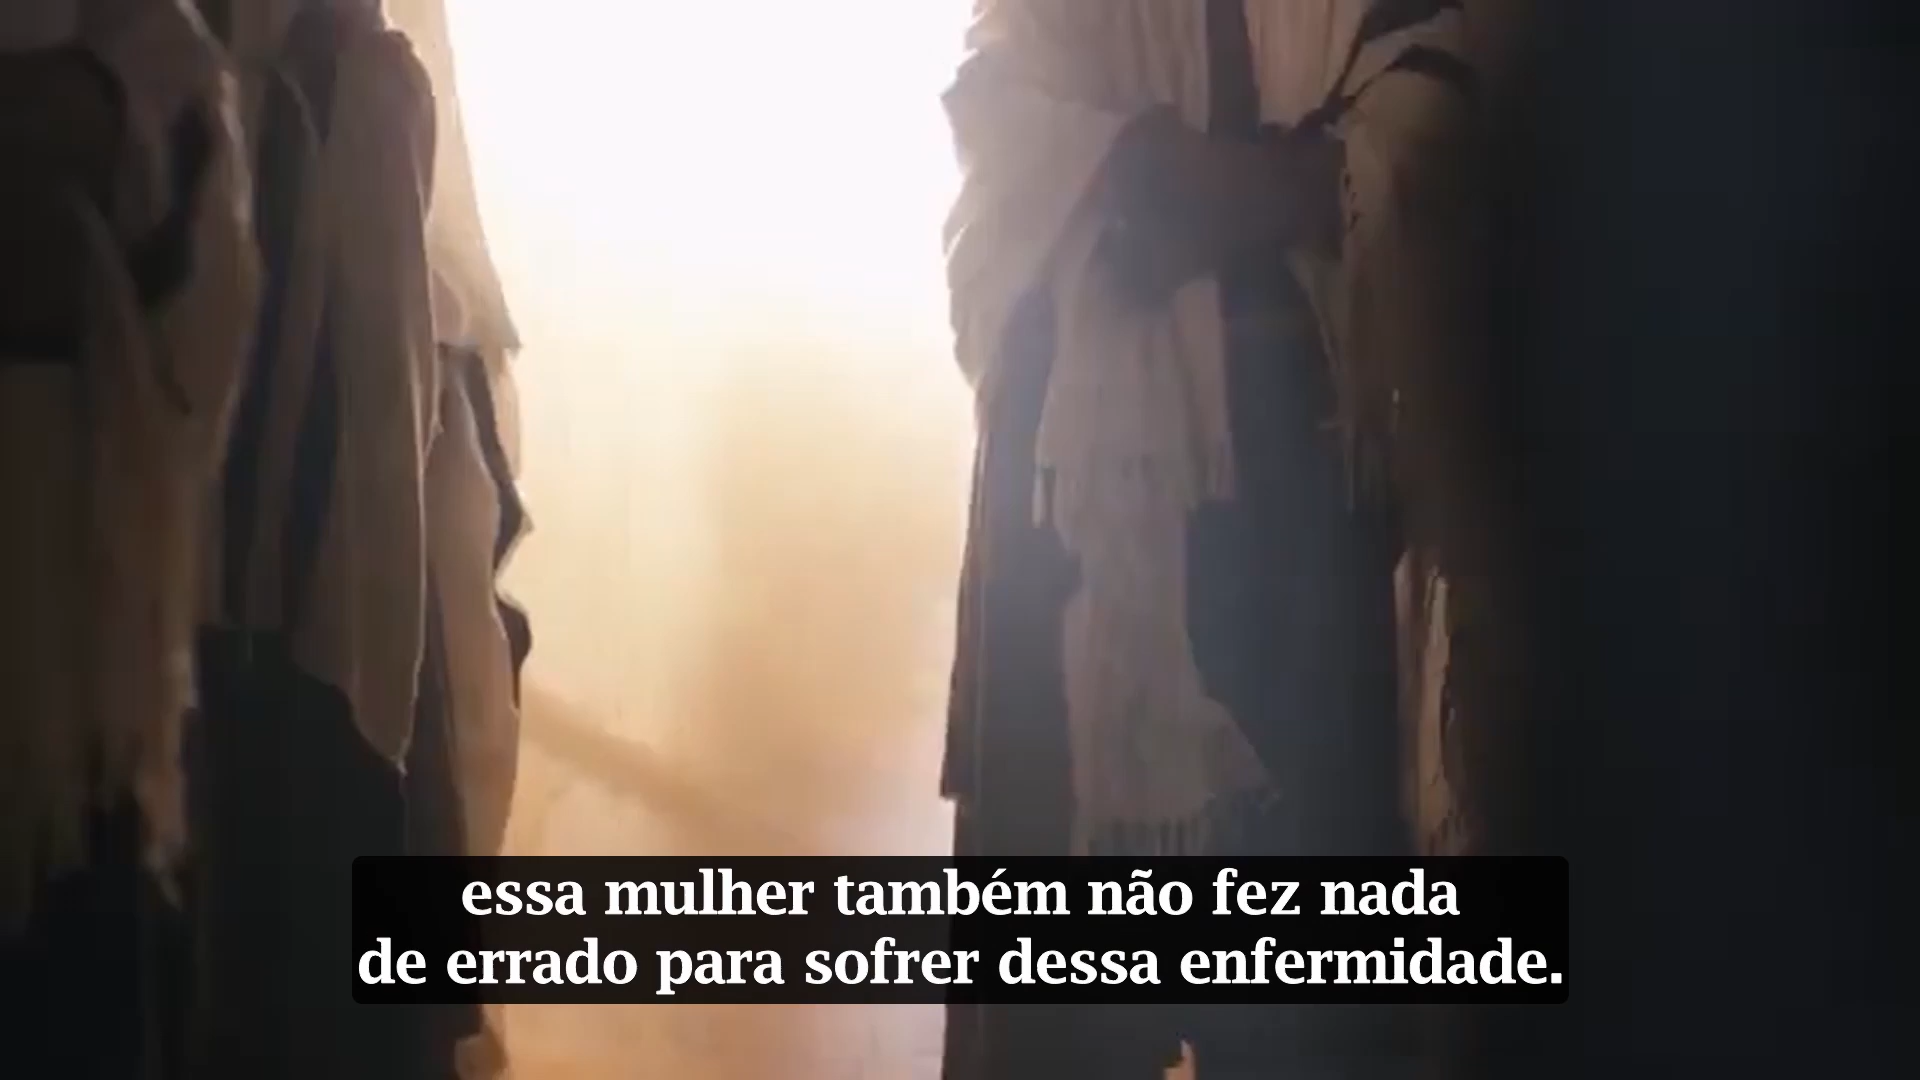 essa mulher também não fez nada
de errado para sofrer dessa enfermidade.